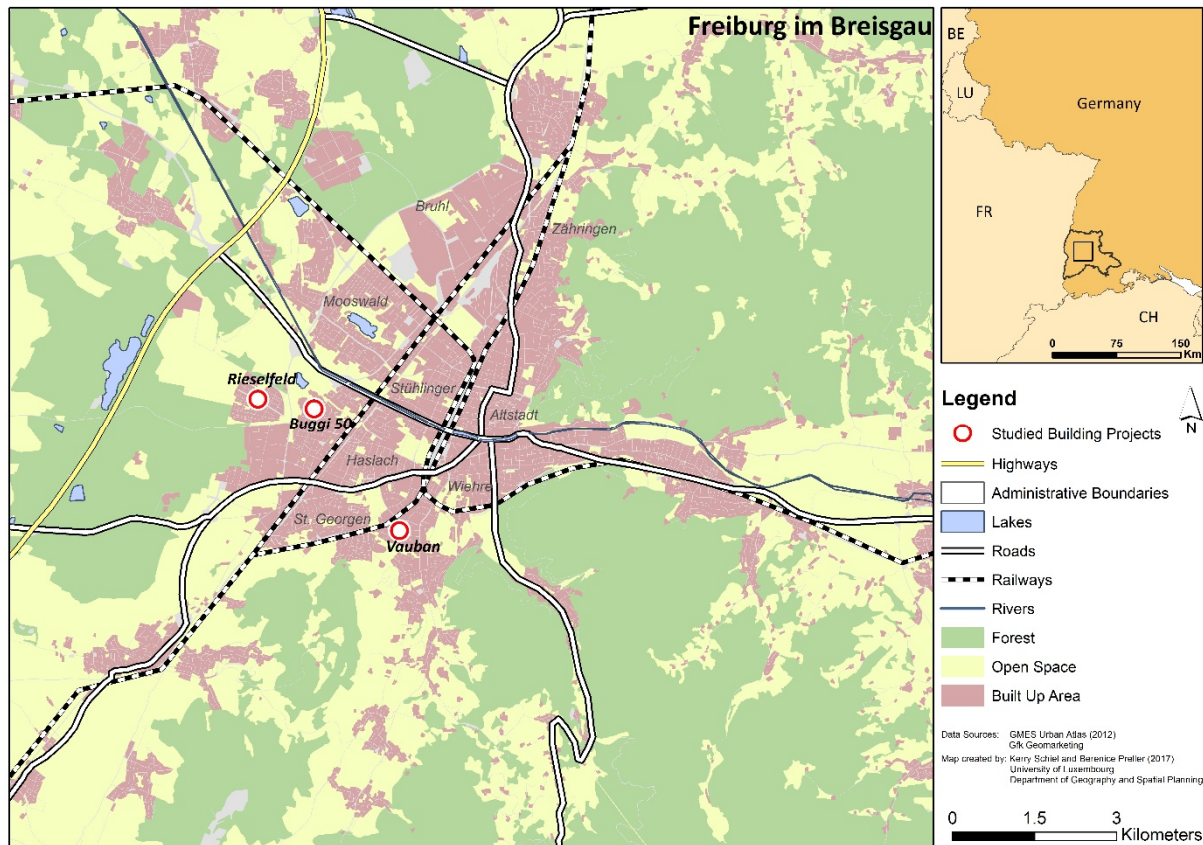 Freiburg im Breisgau
Bruhl
Zähringen
Mooswald
Rieselfeld
Stühlinger
Buggi 50
Altstadt
Haslach
Wiehre
St. Georgen
Vauban
BE
LU
Germany
FR
CH
0 75 150
Km
Legend
N
Studied Building Projects
Highways
Administrative Boundaries
Lakes
Roads
Railways
Rivers
Forest
Open Space
Built Up Area
Data Sources: GMES Urban Atlas (2012)
Gfk Geomarketing
Map created by: Kerry Schiel and Berenice Preller (2017)
University of Luxembourg
Department of Geography and Spatial Planning
0 1.5 3
Kilometers